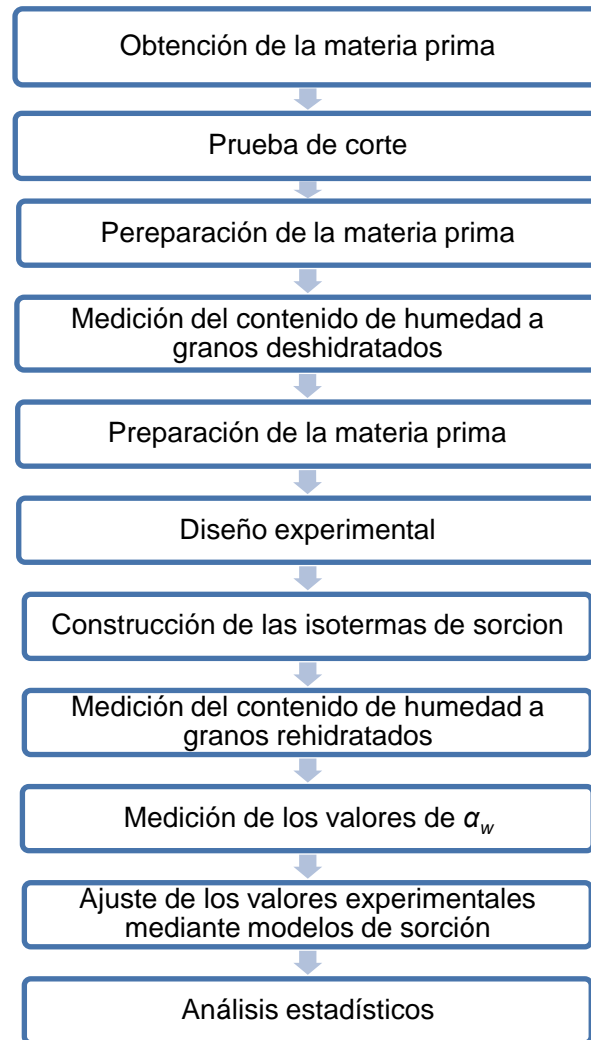 Obtención de la materia prima
Prueba de corte
Pereparación de la materia prima
Medición del contenido de humedad a
granos deshidratados
Preparación de la materia prima
Diseño experimental
Construcción de las isotermas de sorcion
Medición del contenido de humedad a
granos rehidratados
Medición de los valores de α_w
Ajuste de los valores experimentales
mediante modelos de sorción
Análisis estadísticos